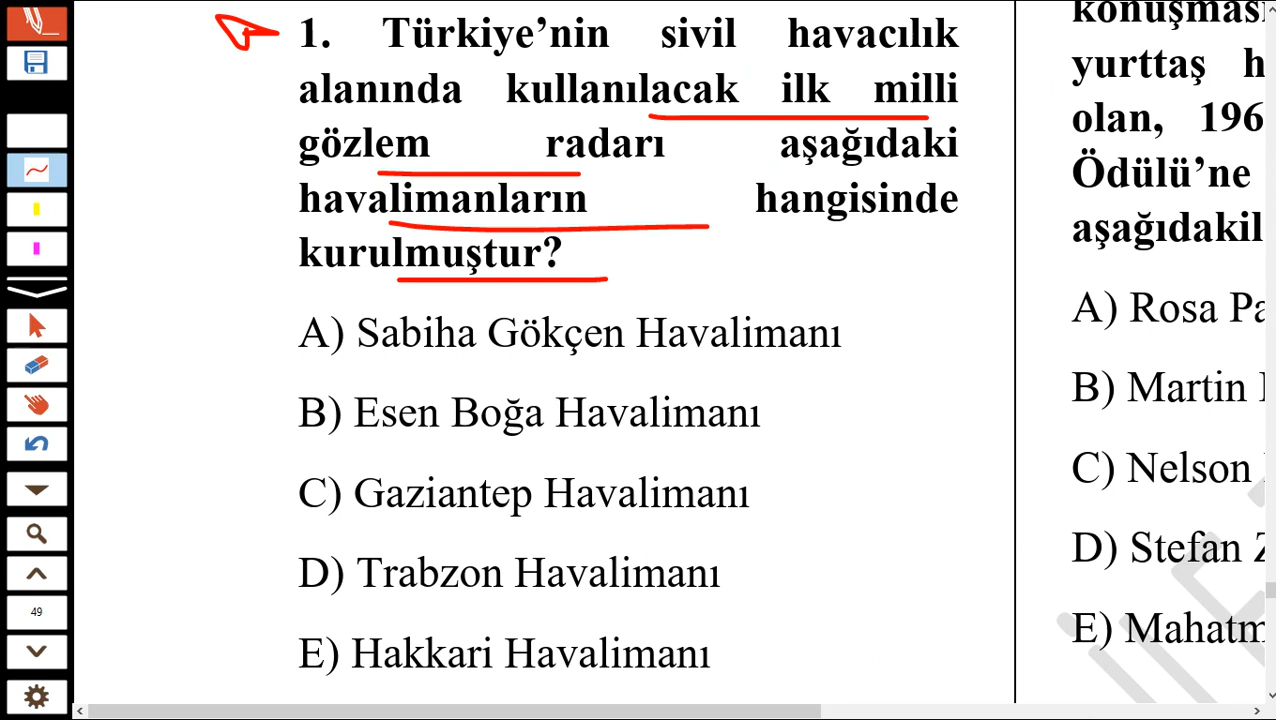 1. Türkiye’nin sivil havacılık
alanında kullanılacak ilk milli
gözlem radarı aşağıdaki
havalimanların hangisinde
kurulmuştur?
A) Sabiha Gökçen Havalimanı
B) Esen Boğa Havalimanı
C) Gaziantep Havalimanı
D) Trabzon Havalimanı
E) Hakkari Havalimanı
yurttaş
olan, 196
Ödülü’ne
A) Rosa
B) Martin
C) Nelson
D) Stefan
E)
49